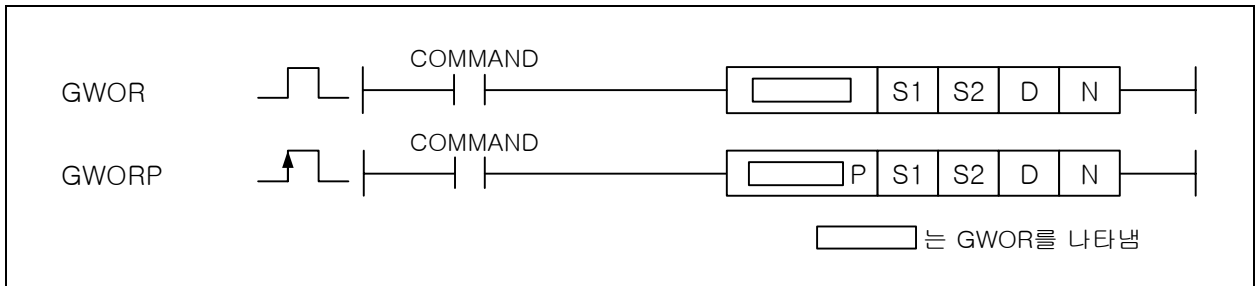 COMMAND
GWOR S1 S2 D N
COMMAND
GWORP P S1 S2 D N
는 GWOR를 나타냄